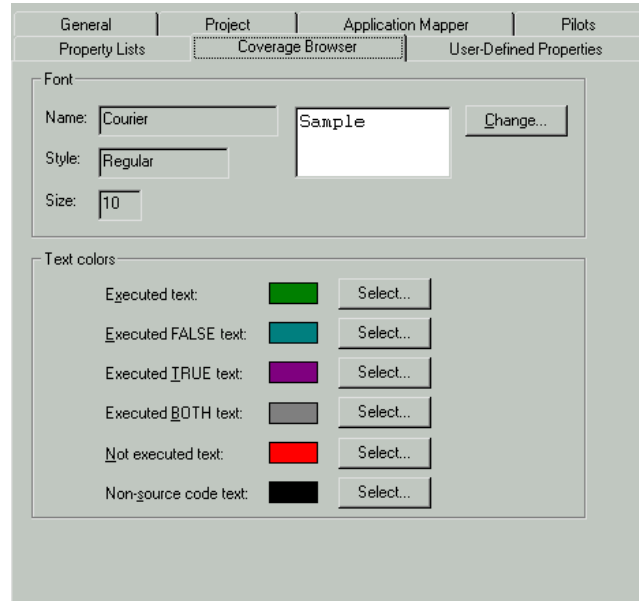 General Project Application Mapper Pilots
Property Lists Coverage Browser User-Defined Properties
Font
Name: Courier Sample Change...
Style: Regular
Size: 10
Text colors
Executed text: Select...
Executed FALSE text: Select...
Executed TRUE text: Select...
Executed BOTH text: Select...
Not executed text: Select...
Non-source code text: Select...